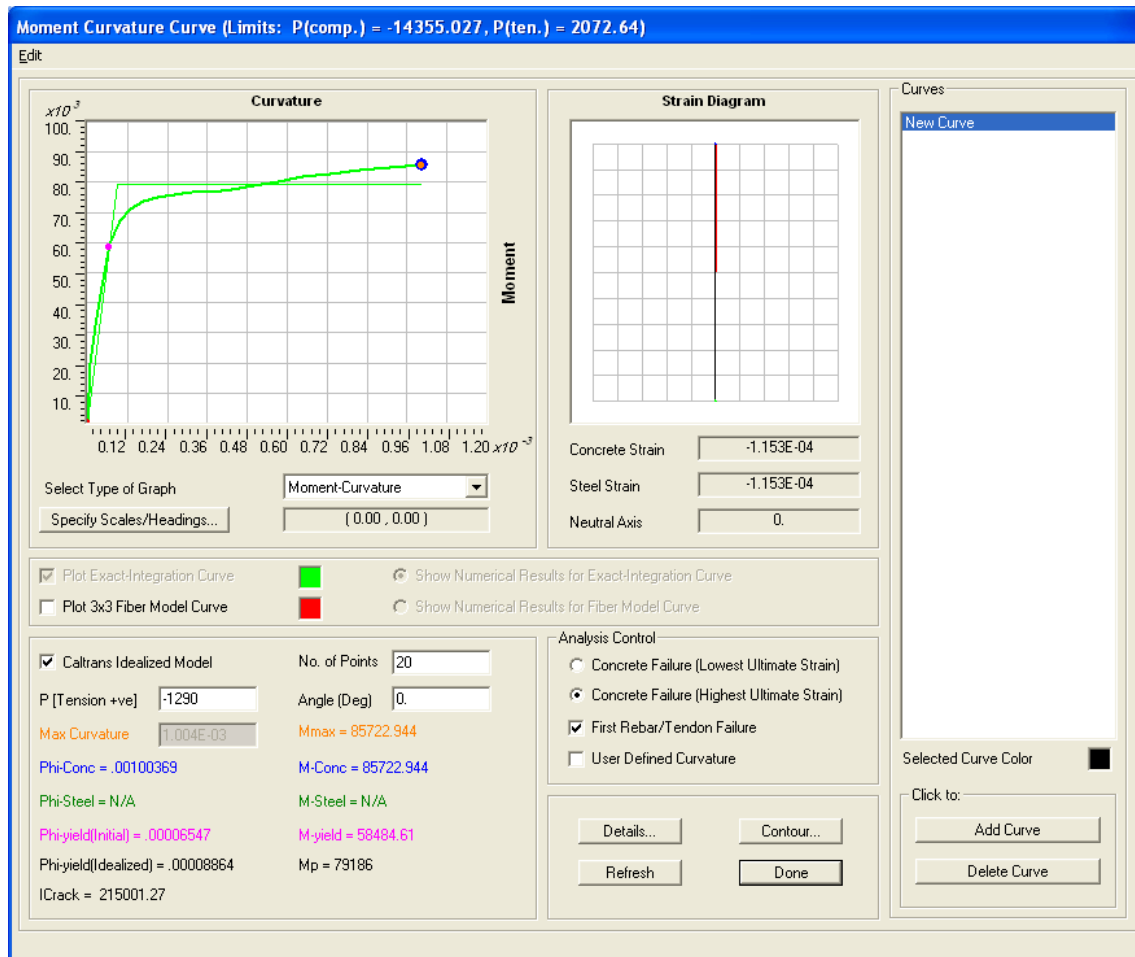 Moment Curvature Curve (Limits:  P(comp.) = -14355.027, P(ten.) = 2072.64)
Edit
Curvature
x10 3
100.
90.
80.
70.
60.
50.
40.
30.
20.
10.
Moment
0.12 0.24 0.36 0.48 0.60 0.72 0.84 0.96 1.08 1.20 x10 -3
Select Type of Graph Moment-Curvature
Specify Scales/Headings... (0.00 , 0.00)
Strain Diagram
Concrete Strain -1.153E-04
Steel Strain -1.153E-04
Neutral Axis 0.
Plot Exact-Integration Curve Show Numerical Results for Exact-Integration Curve
Plot 3x3 Fiber Model Curve Show Numerical Results for Fiber Model Curve
Caltrans Idealized Model No. of Points 20
P [Tension +ve] -1290 Angle (Deg) 0.
Max Curvature 1.004E-03 Mmax = 85722.944
Phi-Conc = .00100369 M-Conc = 85722.944
Phi-Steel = N/A M-Steel = N/A
Phi-yield(Initial) = .00006547 M-yield = 58484.61
Phi-yield(Idealized) = .00008864 Mp = 79186
ICrack = 215001.27
Analysis Control
Concrete Failure (Lowest Ultimate Strain)
Concrete Failure (Highest Ultimate Strain)
First Rebar/Tendon Failure
User Defined Curvature
Details... Contour...
Refresh Done
Curves
New Curve
Selected Curve Color
Click to:
Add Curve
Delete Curve